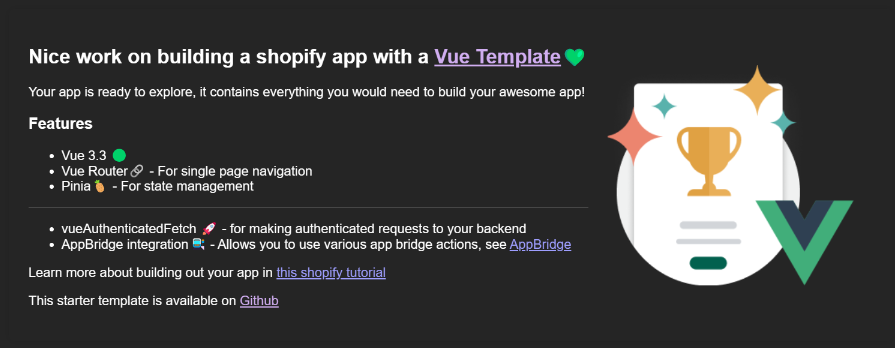 Nice work on building a shopify app with a Vue Template💚
Your app is ready to explore, it contains everything you would need to build your awesome app!
Features
• Vue 3.3 🟢
• Vue Router🔗 - For single page navigation
• Pinia🍍 - For state management
• vueAuthenticatedFetch 🚀 - for making authenticated requests to your backend
• AppBridge integration 🚉 - Allows you to use various app bridge actions, see AppBridge
Learn more about building out your app in this shopify tutorial
This starter template is available on Github